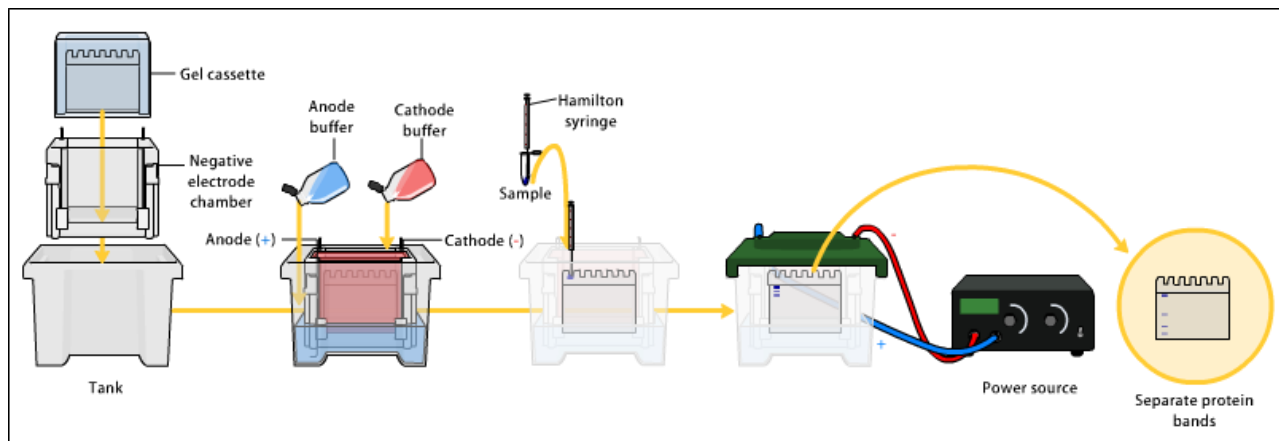 Gel cassette
Negative
electrode
chamber
Tank
Anode
buffer
Cathode
buffer
Anode (+)
Cathode (-)
Hamilton
syringe
Sample
-
+
Power source
Separate protein
bands